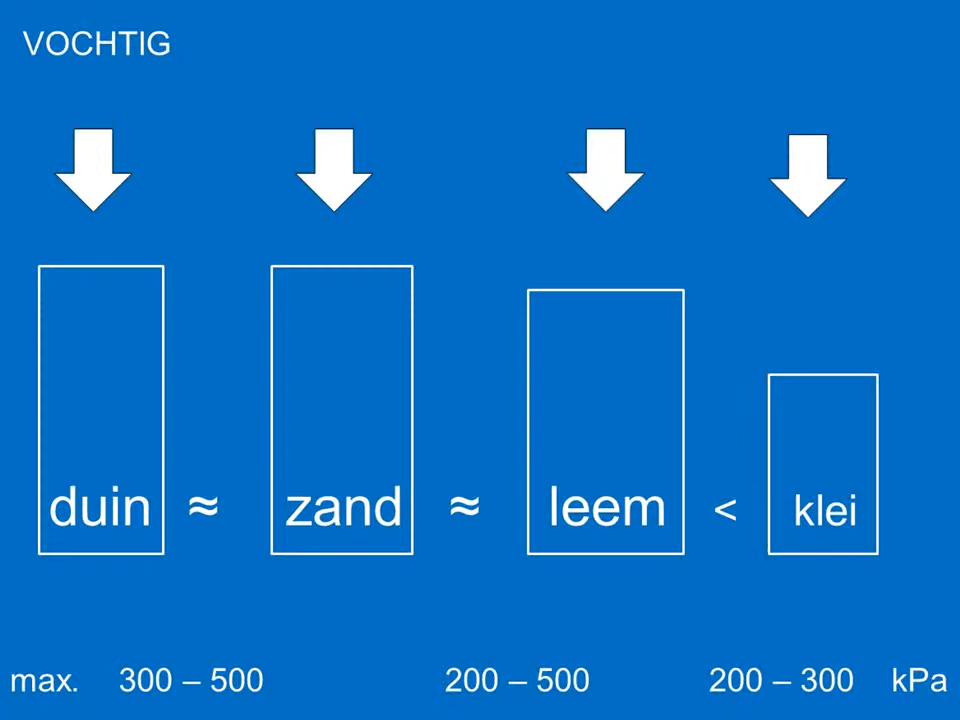 VOCHTIG
duin ≈ zand ≈ leem < klei
max. 300 – 500 200 – 500 200 – 300 kPa